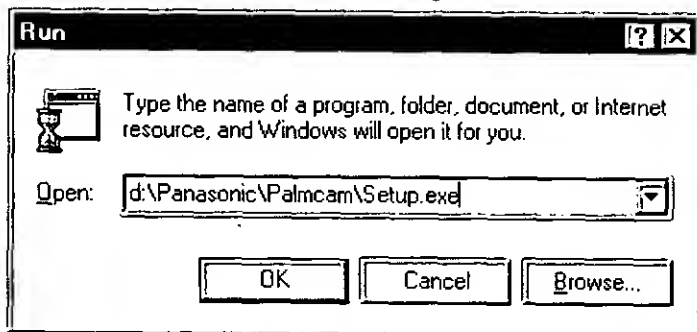 Run
Type the name of a program, folder, document, or Internet
resource, and Windows will open it for you.
Open: d:\Panasonic\Palmcam\Setup.exe
OK Cancel Browse...